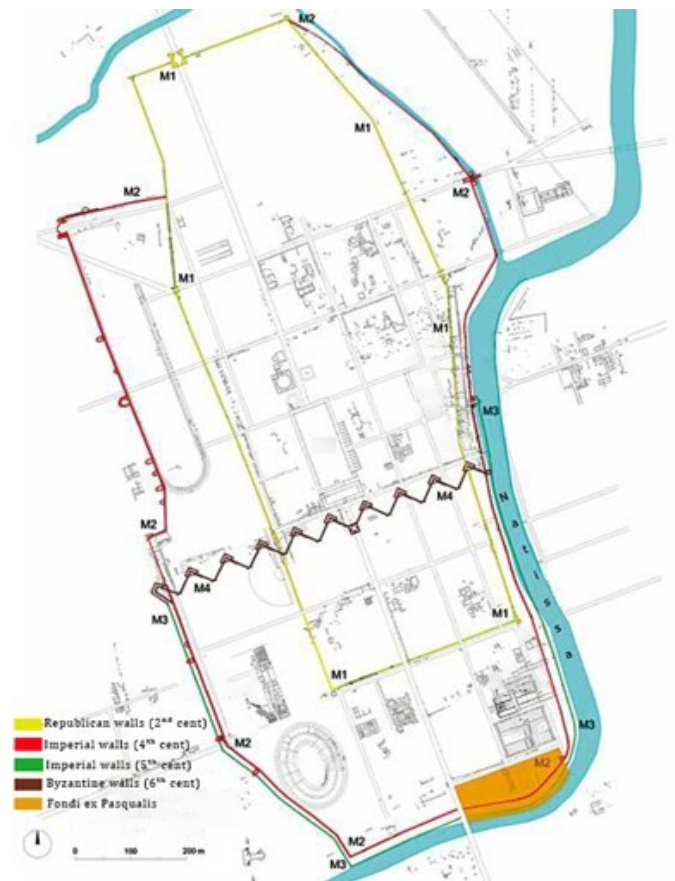 M2
M1
M1
M2
M2
M1
M1
M3
M4
M2
M4
M3
M1
M1
Natissa
Republican walls (2nd cent)
Imperial walls (4th cent)
Imperial walls (5th cent)
Byzantine walls (6th cent)
Fondi ex Pasqualis
M2
M3
M2
0 100 200 m
M2
M3